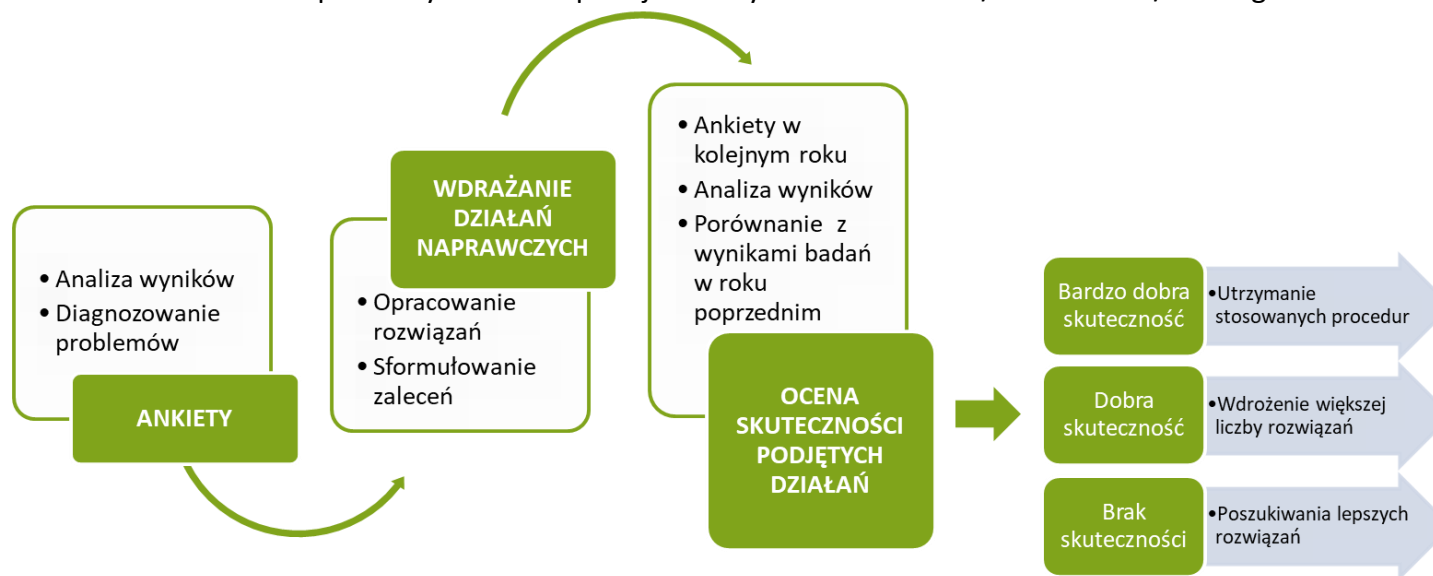 • Analiza wyników
• Diagnozowanie
problemów
ANKIETY
WDRAŻANIE
DZIAŁAŃ
NAPRAWCZYCH
• Opracowanie
rozwiązań
• Sformułowanie
zaleceń
• Ankiety w
kolejnym roku
• Analiza wyników
• Porównanie z
wynikami badań
w roku
poprzednim
OCENA
SKUTECZNOŚCI
PODJĘTYCH
DZIAŁAŃ
Bardzo dobra
skuteczność
•Utrzymanie
stosowanych procedur
Dobra
skuteczność
•Wdrożenie większej
liczby rozwiązań
Brak
skuteczności
•Poszukiwania lepszych
rozwiązań